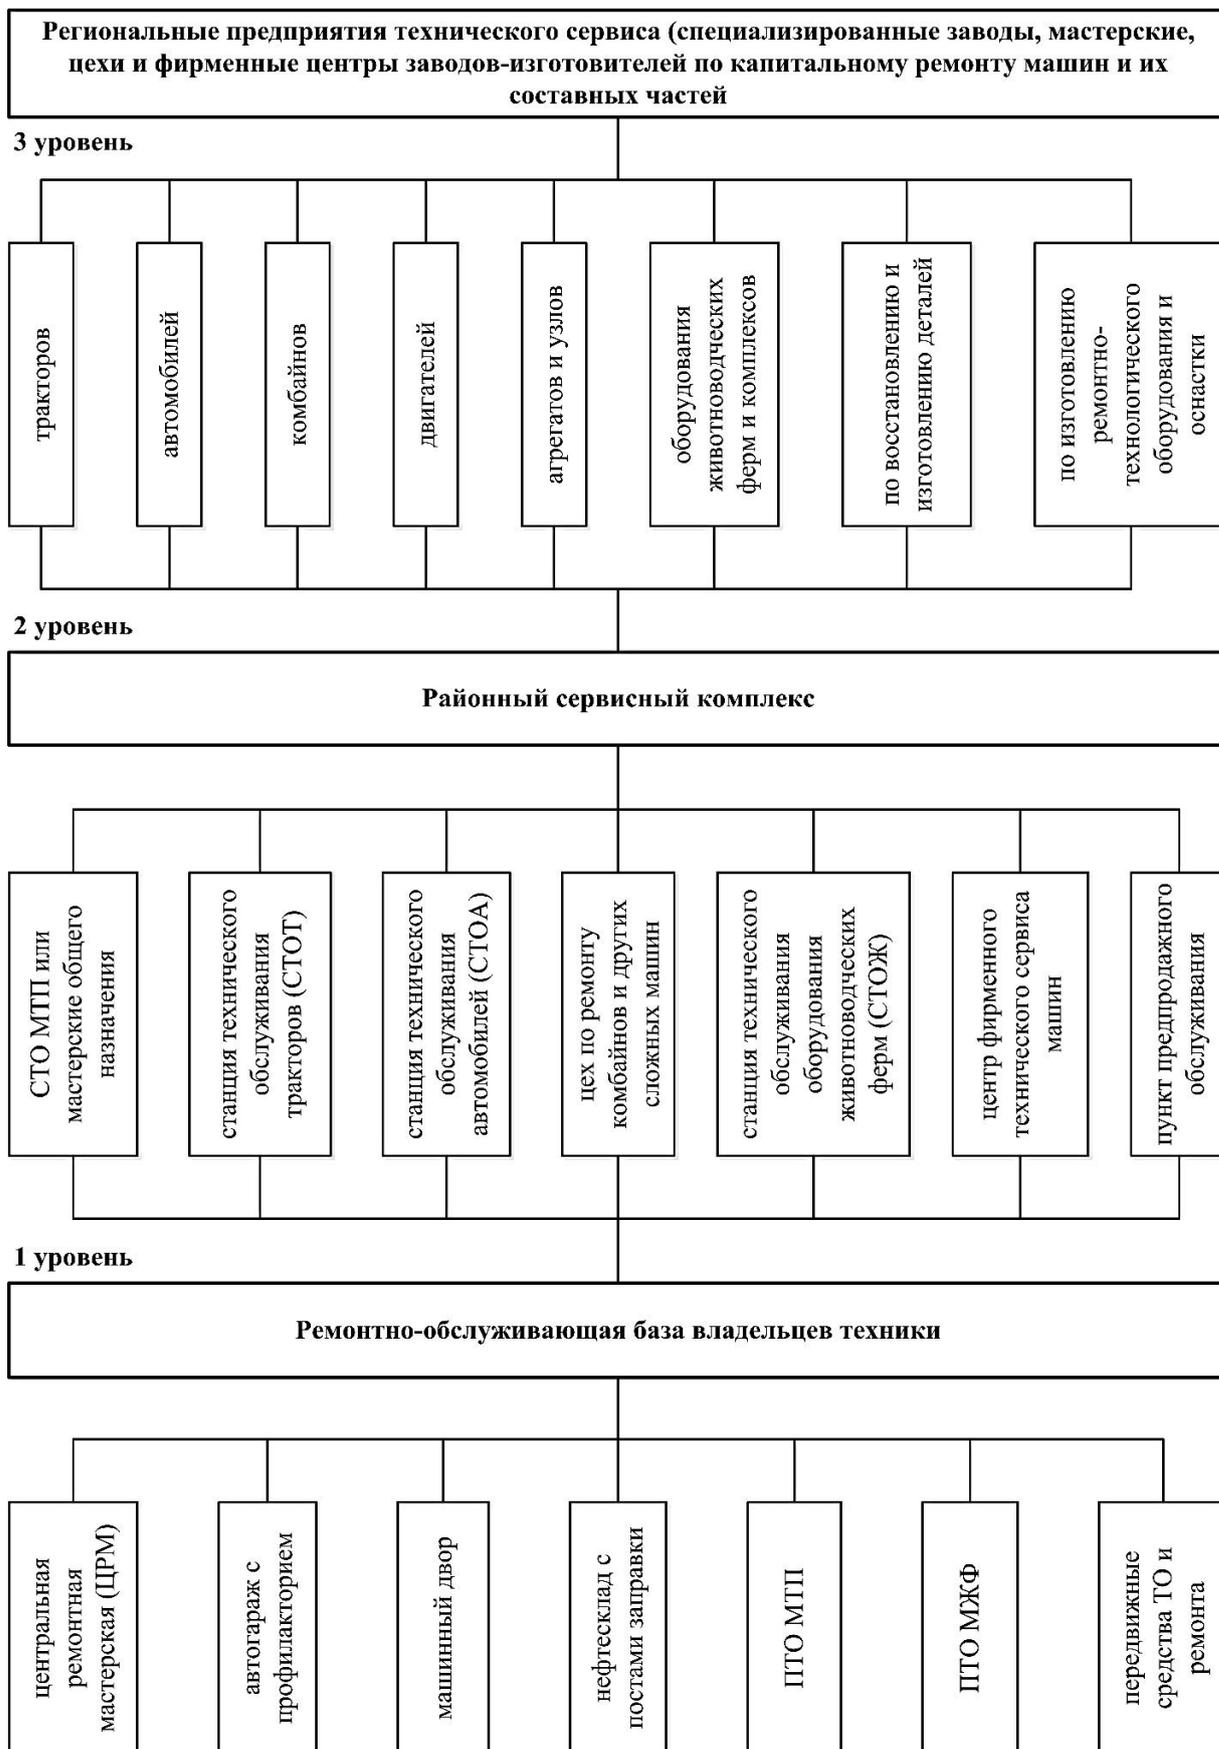 Региональные предприятия технического сервиса (специализированные заводы, мастерские,
цехи и фирменные центры заводов-изготовителей по капитальному ремонту машин и их
составных частей
3 уровень
тракторов
автомобилей
комбайнов
двигателей
агрегатов и узлов
оборудования
животноводческих
ферм и комплексов
по восстановлению и
изготовлению деталей
по изготовлению
ремонтно-
технологического
оборудования и
оснастки
2 уровень
Районный сервисный комплекс
СТО МТП или
мастерские общего
назначения
станция технического
обслуживания
тракторов (СТОТ)
станция технического
обслуживания
автомобилей (СТОА)
цех по ремонту
комбайнов и других
сложных машин
станция технического
обслуживания
оборудования
животноводческих
ферм (СТОЖ)
центр фирменного
технического сервиса
машин
пункт предпродажного
обслуживания
1 уровень
Ремонтно-обслуживающая база владельцев техники
центральная
ремонтная
мастерская (ЦРМ)
автогараж с
профилакторием
машинный двор
нефтесклад с
постами заправки
ПТО МТП
ПТО МЖФ
передвижные
средства ТО и
ремонта